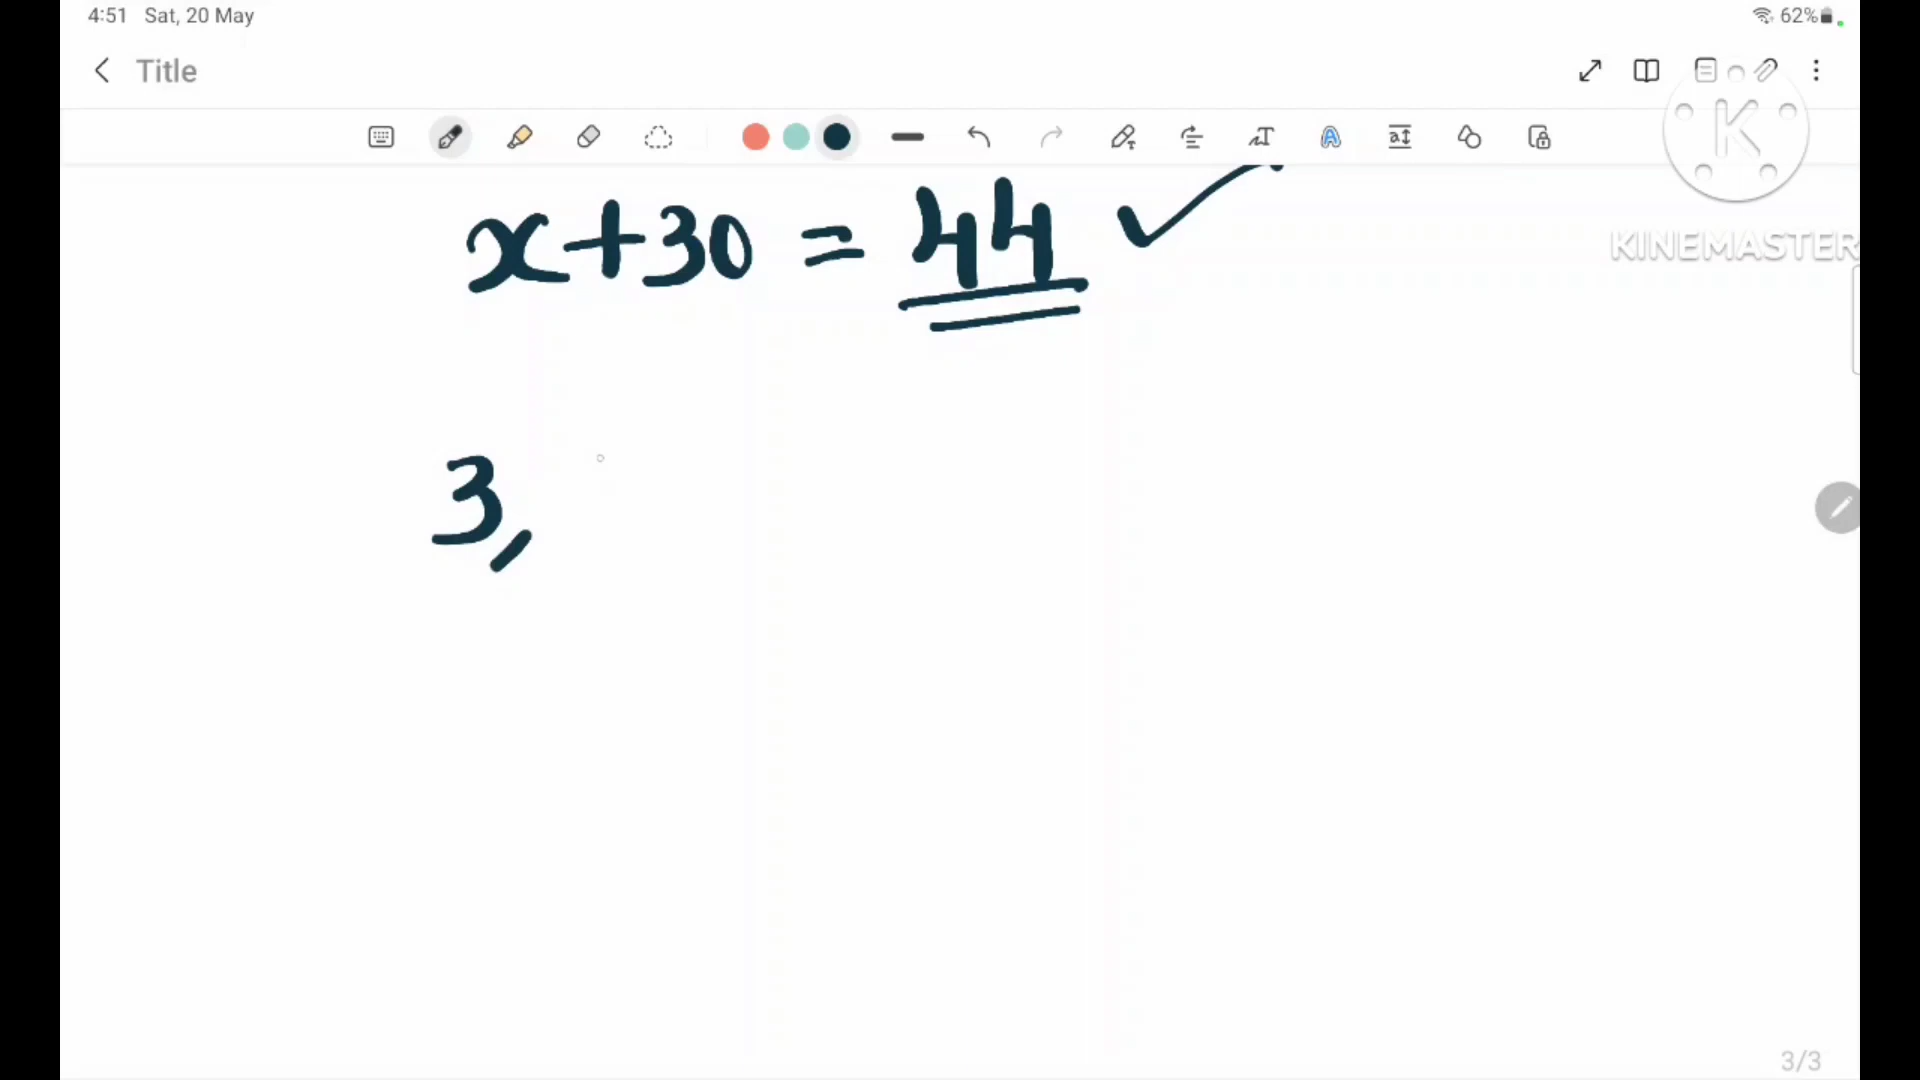 4:51 Sat, 20 May 62%
Title
K
KINEMASTER
x+30 = 44
3,
3/3